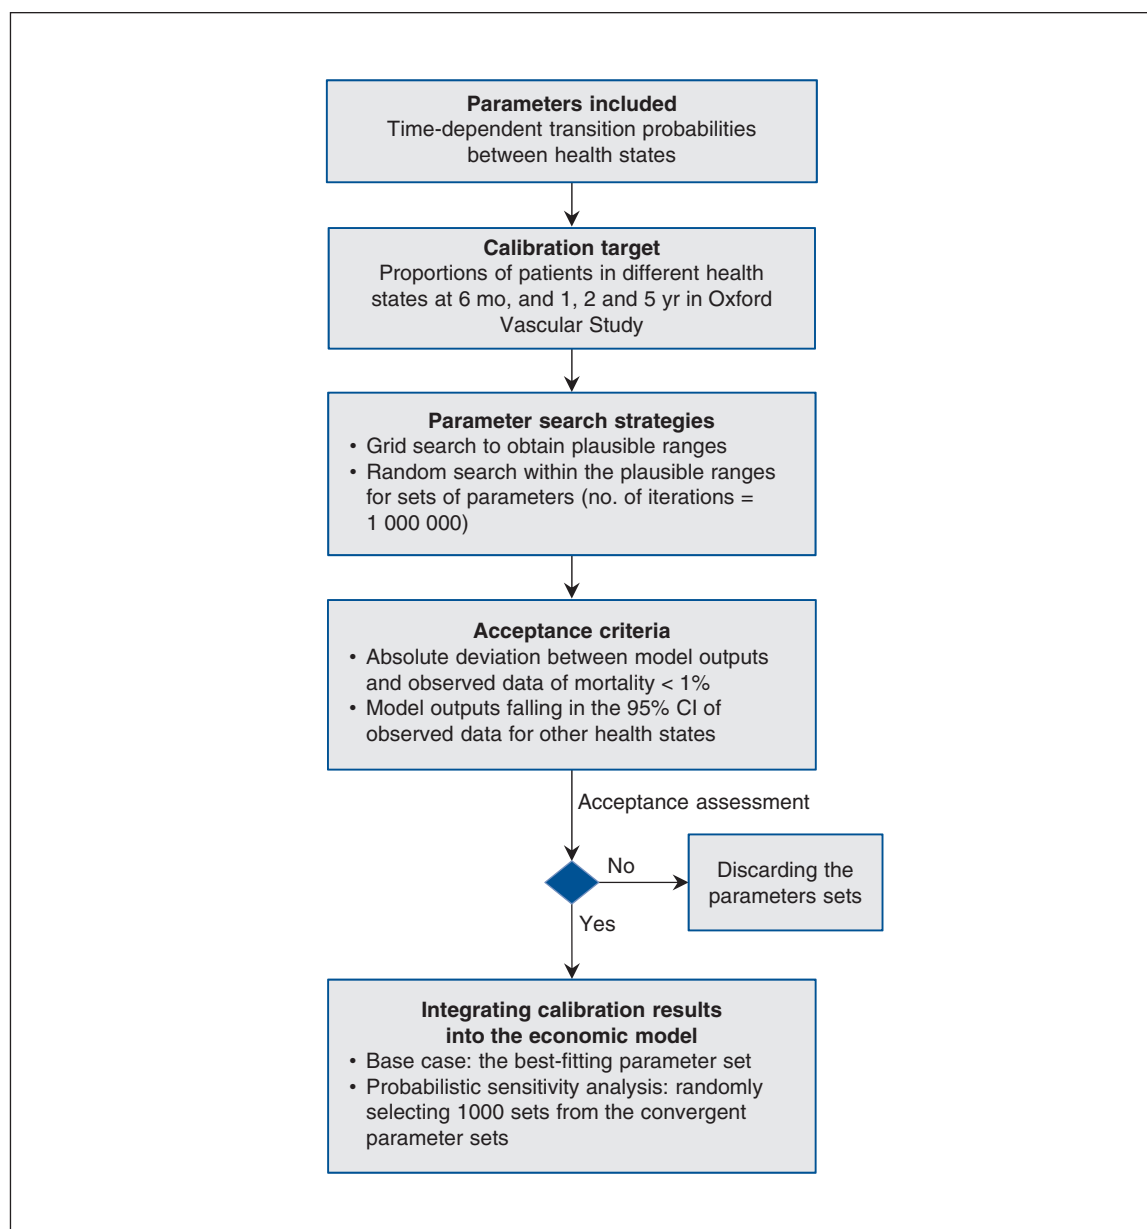 Parameters included
Time-dependent transition probabilities
between health states
Calibration target
Proportions of patients in different health
states at 6 mo, and 1, 2 and 5 yr in Oxford
Vascular Study
Parameter search strategies
• Grid search to obtain plausible ranges
• Random search within the plausible ranges
for sets of parameters (no. of iterations =
1 000 000)
Acceptance criteria
• Absolute deviation between model outputs
and observed data of mortality < 1%
• Model outputs falling in the 95% CI of
observed data for other health states
Acceptance assessment
No
Discarding the
parameters sets
Yes
Integrating calibration results
into the economic model
• Base case: the best-fitting parameter set
• Probabilistic sensitivity analysis: randomly
selecting 1000 sets from the convergent
parameter sets